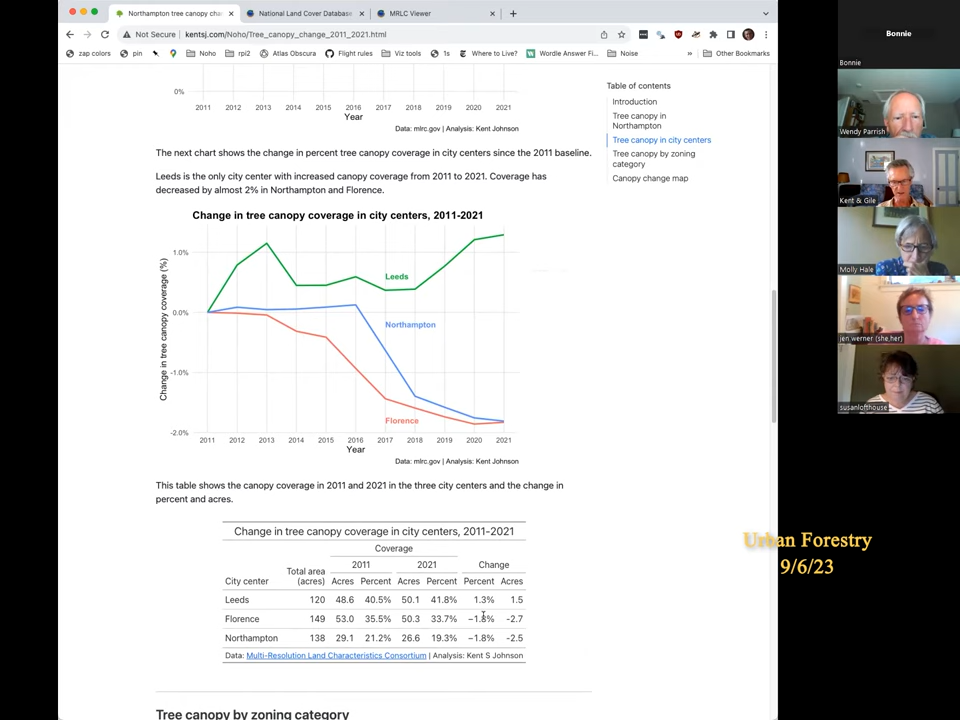 Northampton tree canopy cha
National Land Cover Database
MRLC Viewer
Not Secure
kentsj.com/Noho/Tree_canopy_change_2011_2021.html
zap colors
pin
Noho
rpi2
Atlas Obscura
Flight rules
Viz tools
1s
Where to Live?
Wordle Answer Fi...
»
Noise
Other Bookmarks
0%
2011 2012 2013 2014 2015 2016 2017 2018 2019 2020 2021
Year
Data: mlrc.gov | Analysis: Kent Johnson
The next chart shows the change in percent tree canopy coverage in city centers since the 2011 baseline.
Leeds is the only city center with increased canopy coverage from 2011 to 2021. Coverage has
decreased by almost 2% in Northampton and Florence.
Change in tree canopy coverage in city centers, 2011-2021
Change in tree canopy coverage (%)
1.0%
0.0%
-1.0%
-2.0%
Leeds
Northampton
Florence
2011 2012 2013 2014 2015 2016 2017 2018 2019 2020 2021
Year
Data: mlrc.gov | Analysis: Kent Johnson
This table shows the canopy coverage in 2011 and 2021 in the three city centers and the change in
percent and acres.
Change in tree canopy coverage in city centers, 2011-2021
Coverage
2011 2021 Change
City center Total area (acres) Acres Percent Acres Percent Percent Acres
Leeds 120 48.6 40.5% 50.1 41.8% 1.3% 1.5
Florence 149 53.0 35.5% 50.3 33.7% −1.8% -2.7
Northampton 138 29.1 21.2% 26.6 19.3% −1.8% -2.5
Data: Multi-Resolution Land Characteristics Consortium | Analysis: Kent S Johnson
Tree canopy by zoning category
Table of contents
Introduction
Tree canopy in
Northampton
Tree canopy in city centers
Tree canopy by zoning
category
Canopy change map
Bonnie
Bonnie
Wendy Parrish
Kent & Gile
Molly Hale
jen werner (she,her)
susanlofthouse
Urban Forestry
9/6/23